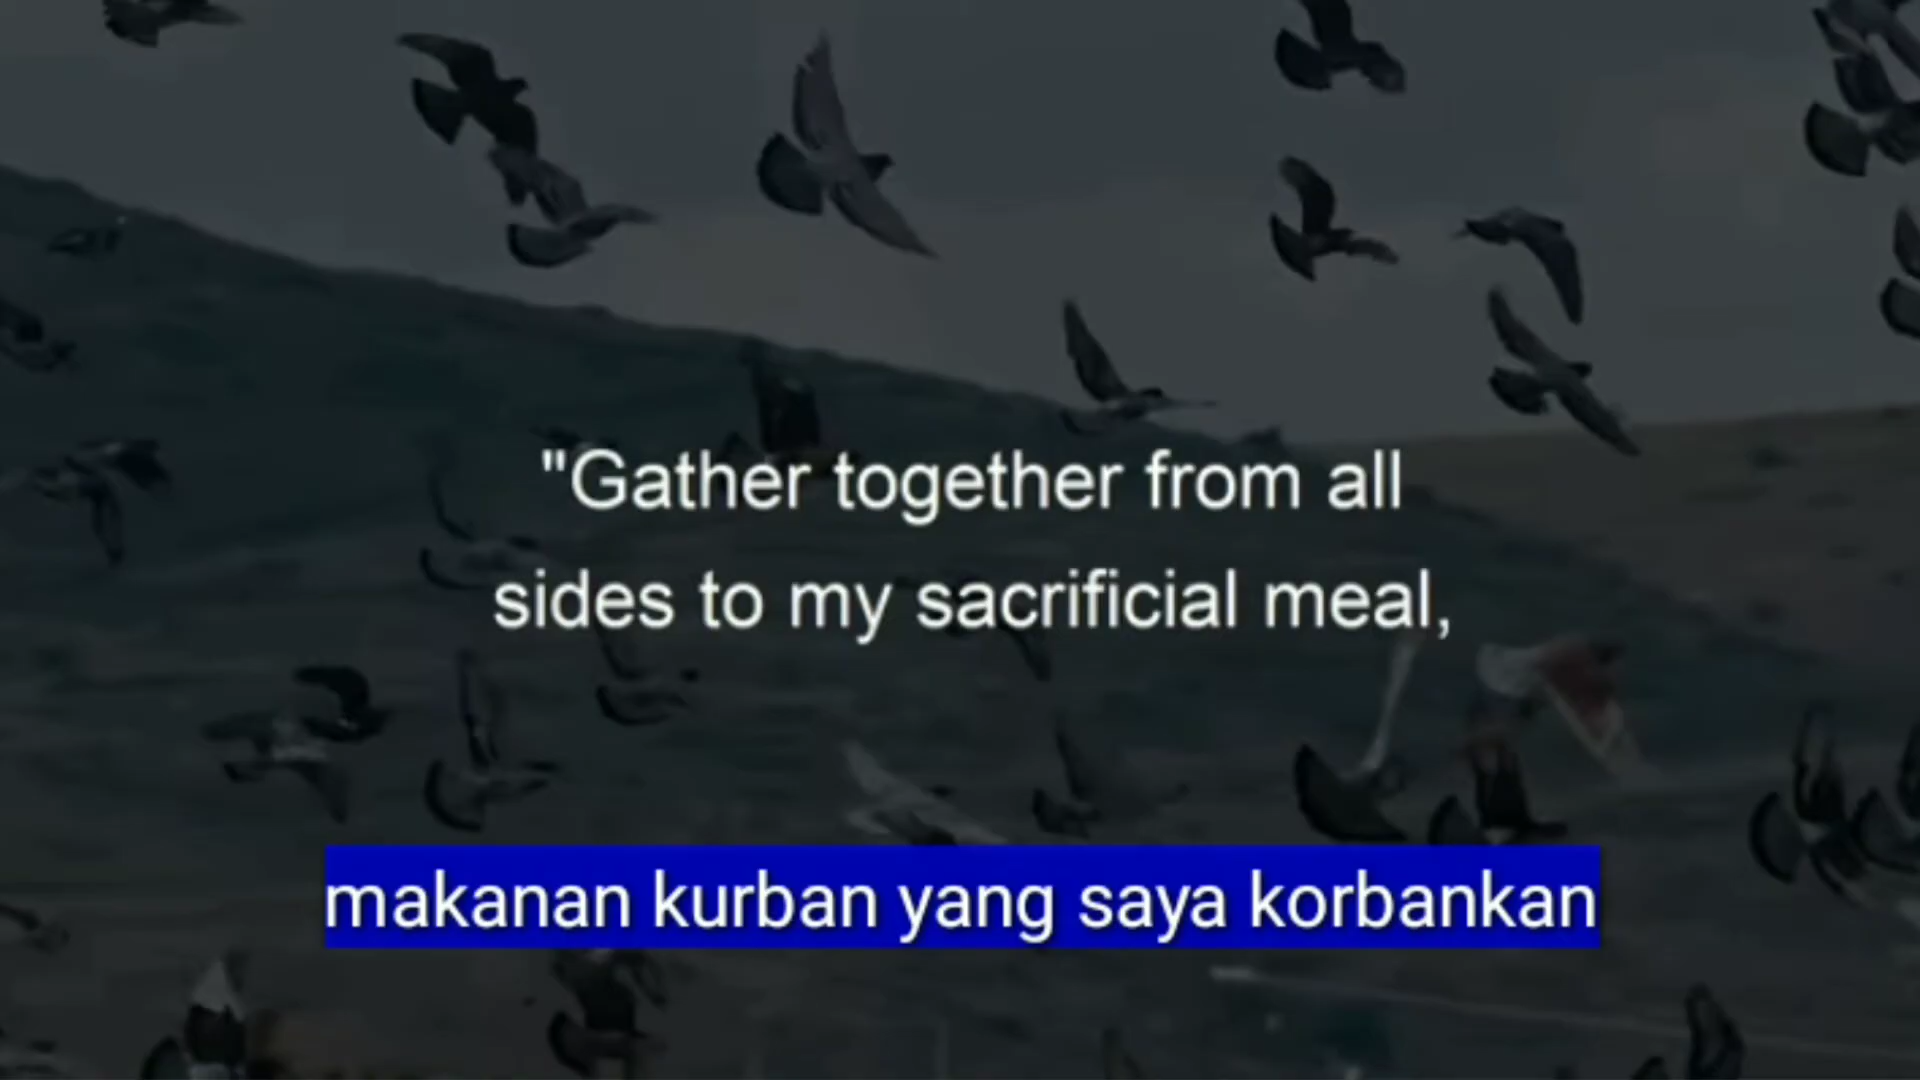 "Gather together from all
sides to my sacrificial meal,
makanan kurban yang saya korbankan